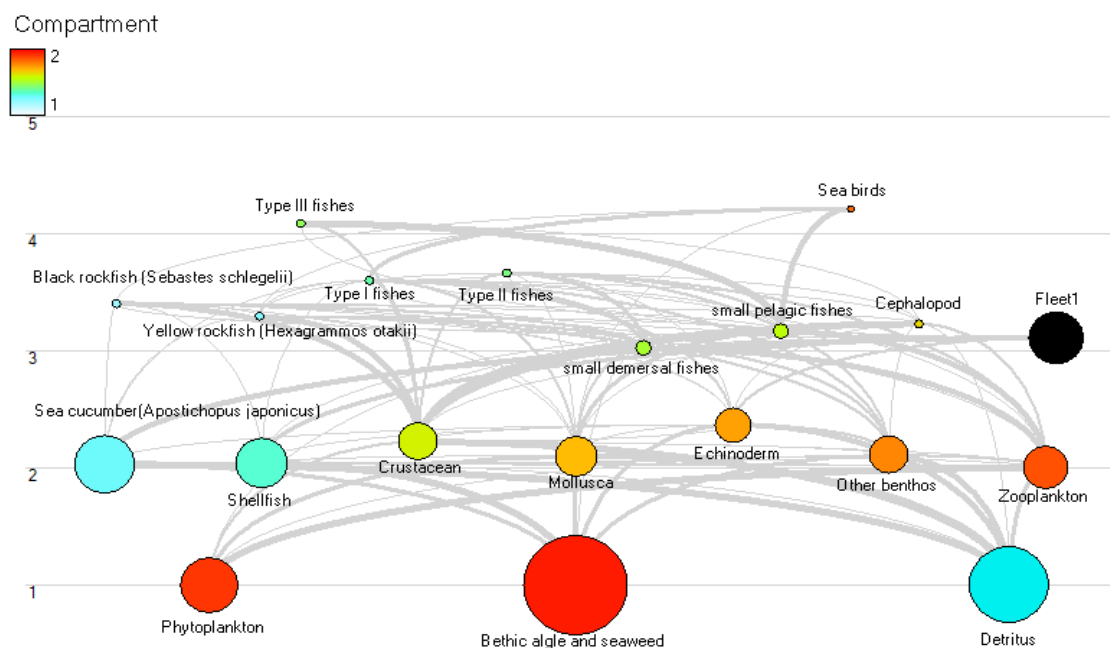 Compartment
2
1
5
Sea birds
Type III fishes
4
Black rockfish (Sebastes schlegelii)
Type I fishes
Type II fishes
Cephalopod
Fleet1
small pelagic fishes
Yellow rockfish (Hexagrammos otakii)
3
small demersal fishes
Sea cucumber(Apostichopus japonicus)
Echinoderm
Crustacean
2
Mollusca
Other benthos
Zooplankton
Shellfish
1
Phytoplankton
Bethic algle and seaweed
Detritus